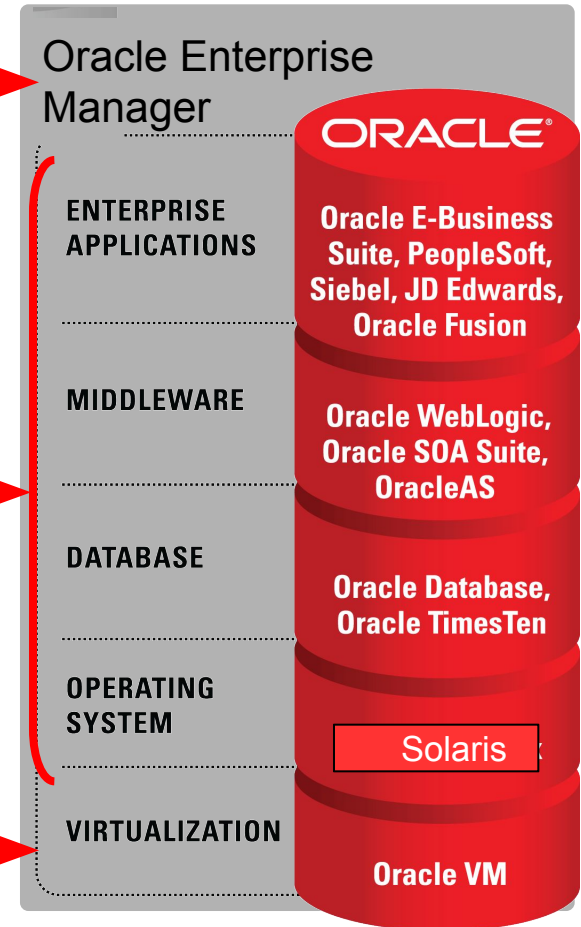 Oracle Enterprise
Manager
ORACLE®
ENTERPRISE
APPLICATIONS
Oracle E-Business
Suite, PeopleSoft,
Siebel, JD Edwards,
Oracle Fusion
MIDDLEWARE
Oracle WebLogic,
Oracle SOA Suite,
OracleAS
DATABASE
Oracle Database,
Oracle TimesTen
OPERATING
SYSTEM
Solaris
VIRTUALIZATION
Oracle VM